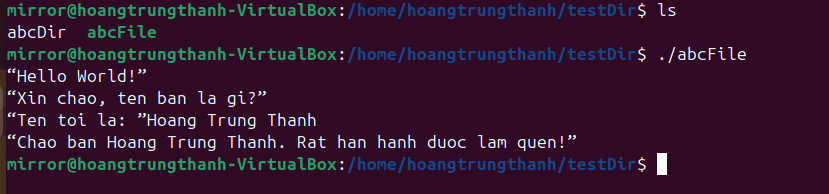 mirror@hoangtrungthanh-VirtualBox:/home/hoangtrungthanh/testDir$ ls
abcDir  abcFile
mirror@hoangtrungthanh-VirtualBox:/home/hoangtrungthanh/testDir$ ./abcFile
“Hello World!”
“Xin chao, ten ban la gi?”
“Ten toi la: ”Hoang Trung Thanh
“Chao ban Hoang Trung Thanh. Rat han hanh duoc lam quen!”
mirror@hoangtrungthanh-VirtualBox:/home/hoangtrungthanh/testDir$